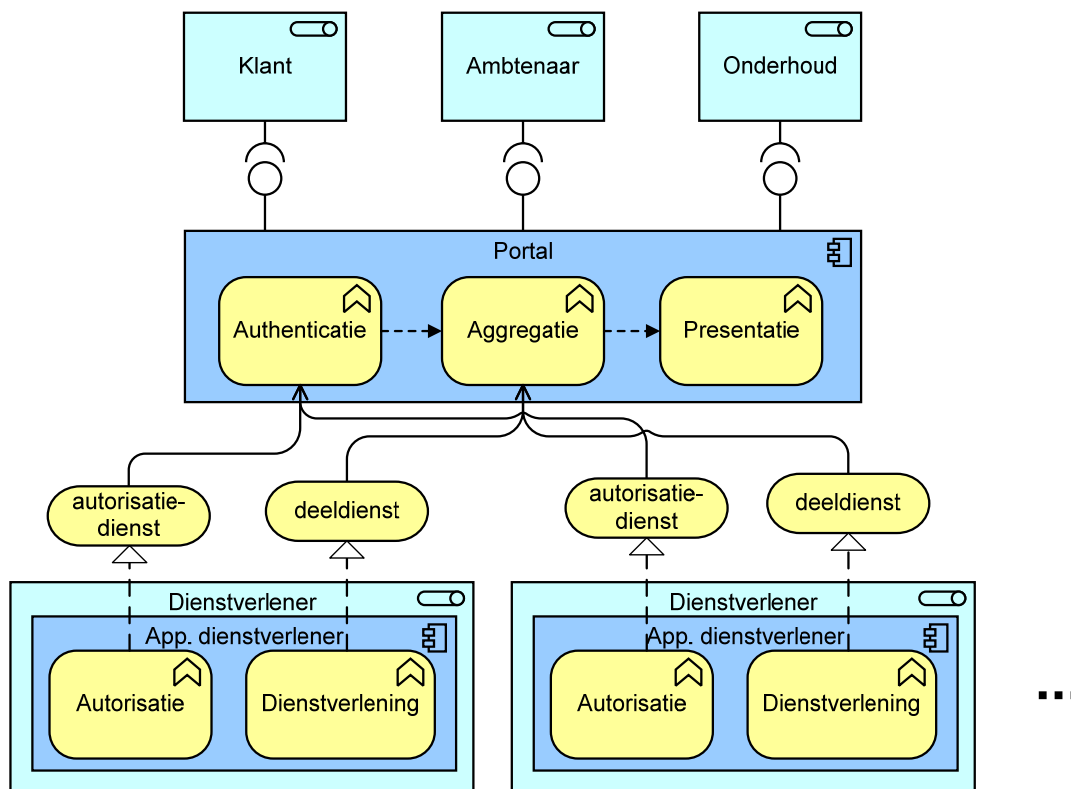 Klant
Ambtenaar
Onderhoud
Portal
Authenticatie
Aggregatie
Presentatie
autorisatie-
dienst
deeldienst
autorisatie-
dienst
deeldienst
Dienstverlener
App. dienstverlener
Autorisatie
Dienstverlening
Dienstverlener
App. dienstverlener
Autorisatie
Dienstverlening
...